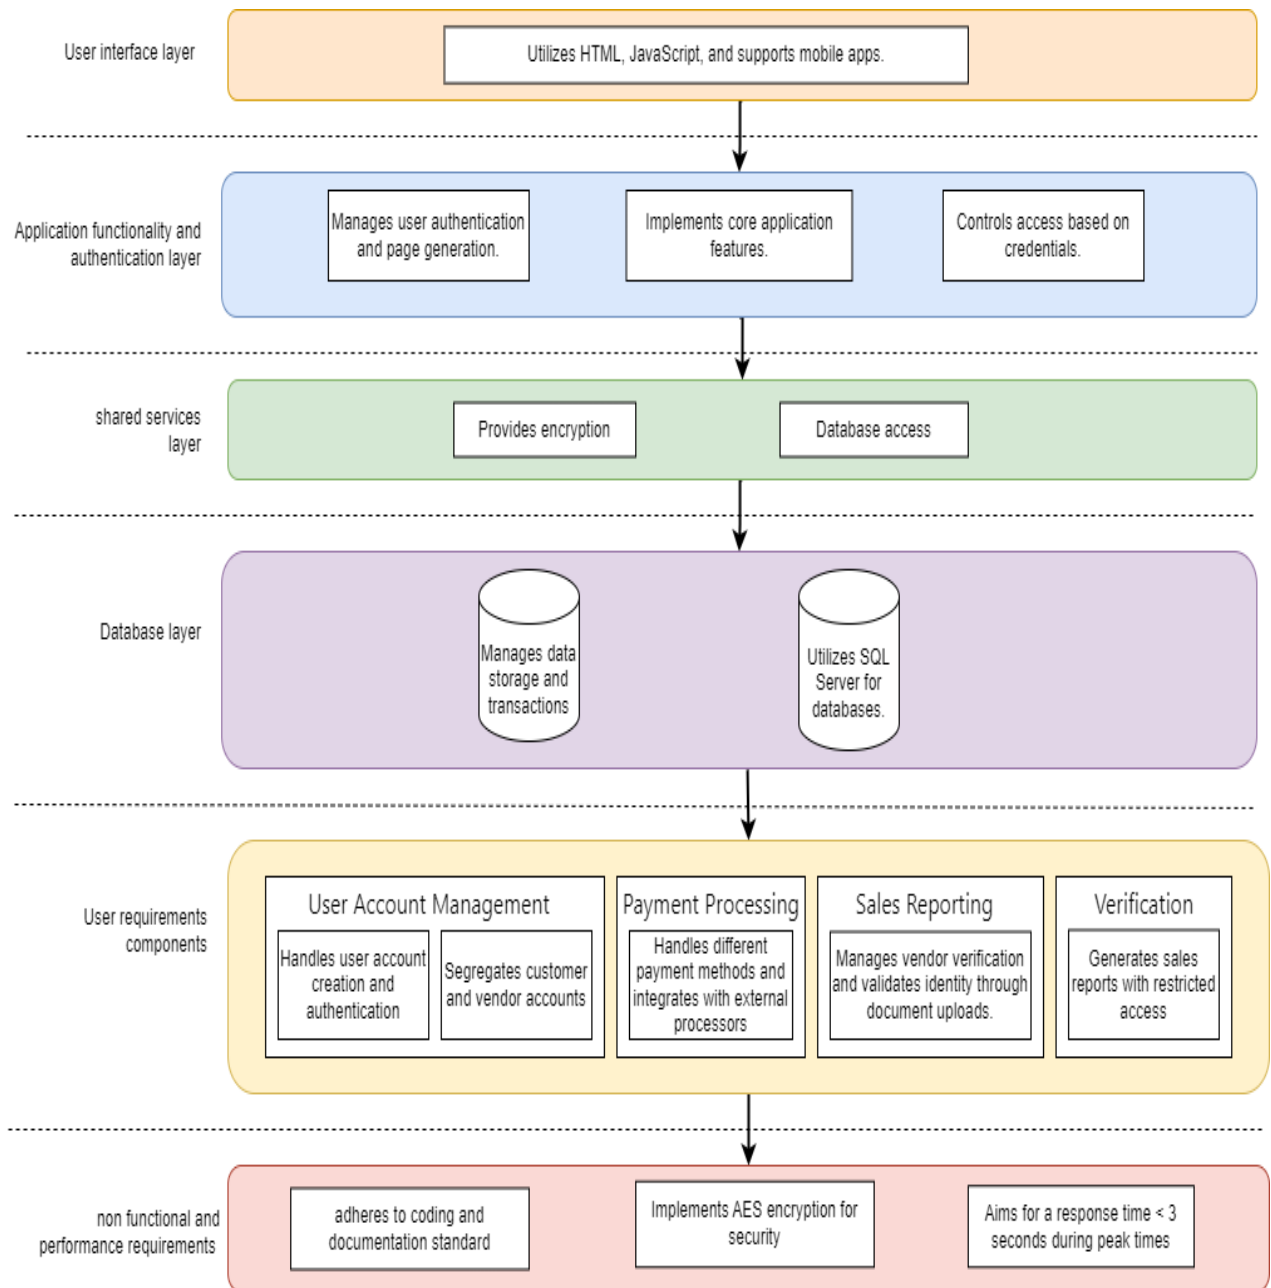 User interface layer
Utilizes HTML, JavaScript, and supports mobile apps.
Application functionality and
authentication layer
Manages user authentication
and page generation.
Implements core application
features.
Controls access based on
credentials.
shared services
layer
Provides encryption
Database access
Database layer
Manages data
storage and
transactions
Utilizes SQL
Server for
databases.
User requirements
components
User Account Management
Handles user account
creation and
authentication
Segregates customer
and vendor accounts
Payment Processing
Handles different
payment methods and
integrates with external
processors
Sales Reporting
Manages vendor verification
and validates identity through
document uploads.
Verification
Generates sales
reports with restricted
access
non functional and
performance requirements
adheres to coding and
documentation standard
Implements AES encryption for
security
Aims for a response time < 3
seconds during peak times